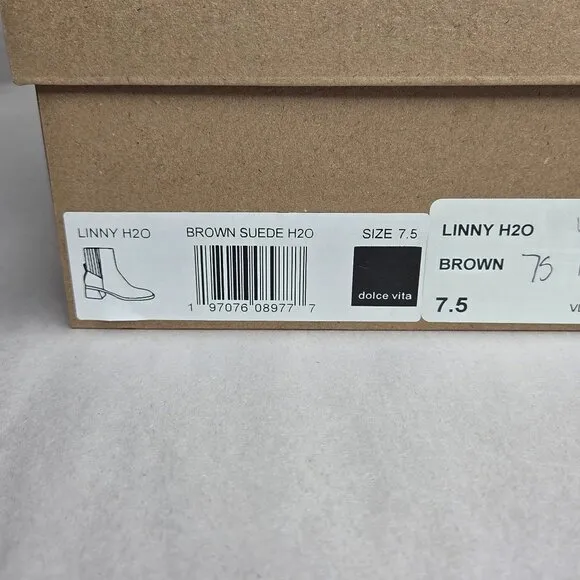 LINNY H2O BROWN SUEDE H2O SIZE 7.5
1 97076 08977 7
dolce vita
LINNY H2O
BROWN 75
7.5